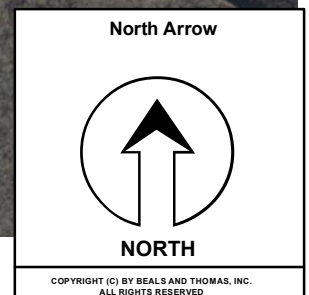 North Arrow
NORTH
COPYRIGHT (C) BY BEALS AND THOMAS, INC.
ALL RIGHTS RESERVED